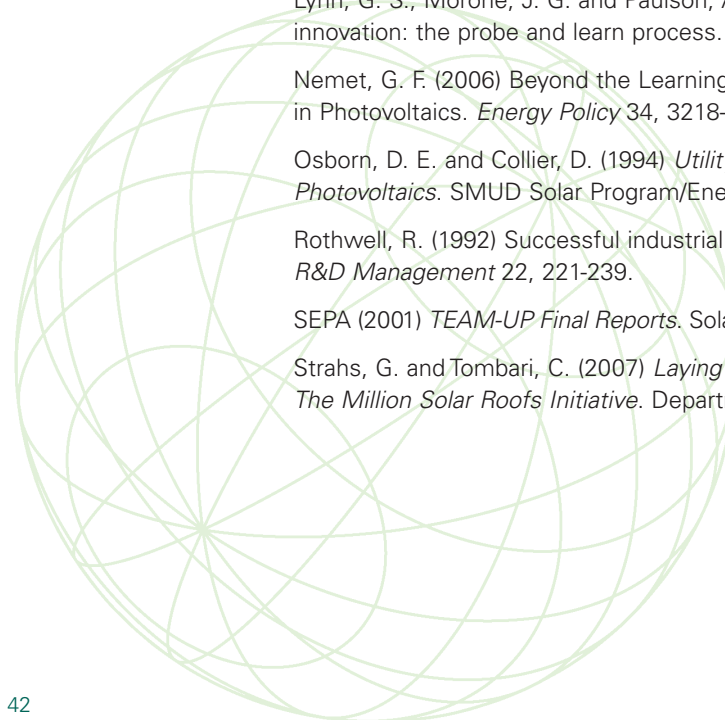 Lynn, G. S., Morone, J. G. and Paulson, A
innovation: the probe and learn process.
Nemet, G. F. (2006) Beyond the Learning
in Photovoltaics. Energy Policy 34, 3218-
Osborn, D. E. and Collier, D. (1994) Utilit
Photovoltaics. SMUD Solar Program/Ene
Rothwell, R. (1992) Successful industrial
R&D Management 22, 221-239.
SEPA (2001) TEAM-UP Final Reports. Sola
Strahs, G. and Tombari, C. (2007) Laying
The Million Solar Roofs Initiative. Depart
42